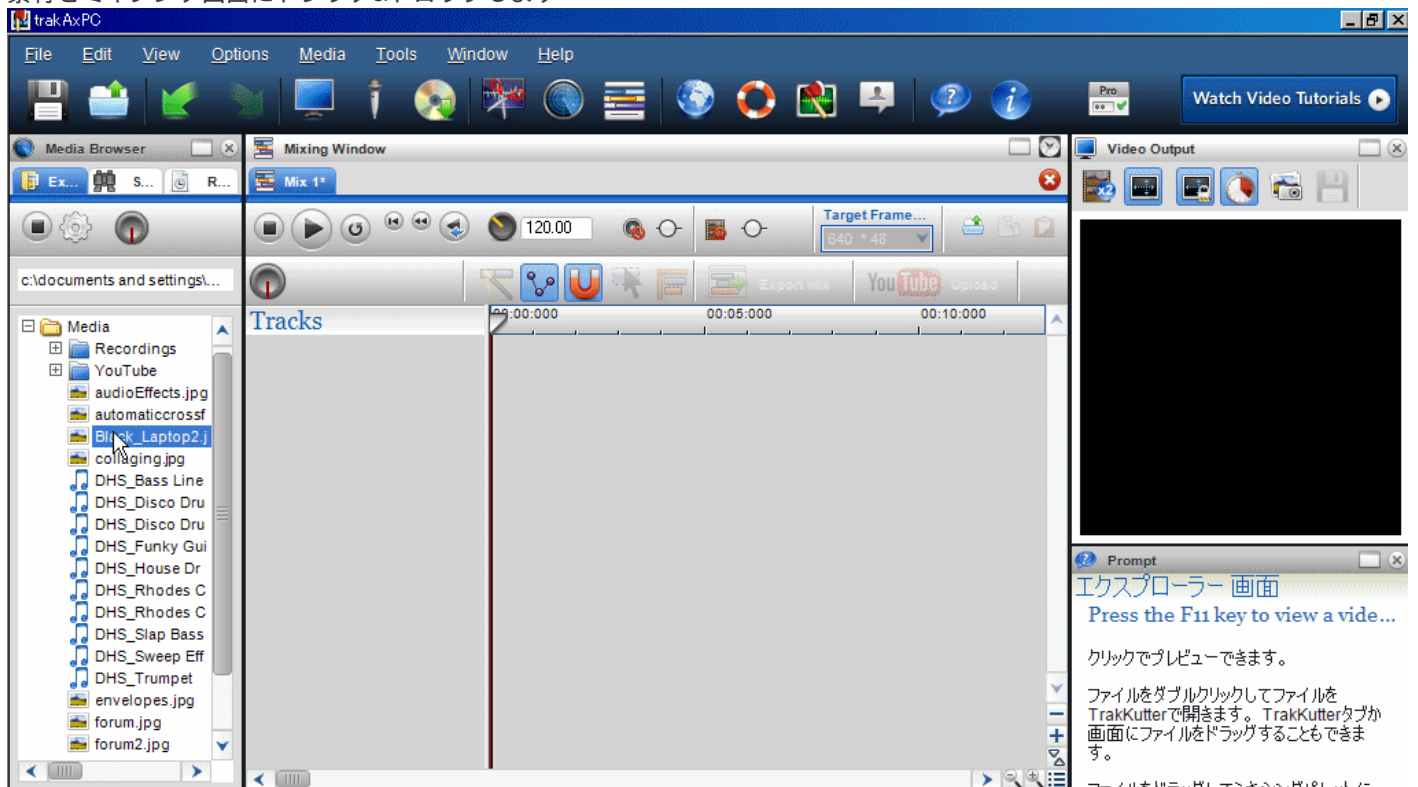 trakAxPC
File Edit View Options Media Tools Window Help
Pro
Watch Video Tutorials
Media Browser
Mixing Window
Video Output
Ex... S... R...
Mix 1*
x2
120.00
Target Frame...
640 * 48
c:\documents and settings\...
Export Mix
YouTube Upload
Tracks
00:00:000 00:05:000 00:10:000
Media
Recordings
YouTube
audioEffects.jpg
automaticcrossf
Black_Laptop2.j
collaging.jpg
DHS_Bass Line
DHS_Disco Dru
DHS_Disco Dru
DHS_Funky Gui
DHS_House Dr
DHS_Rhodes C
DHS_Rhodes C
DHS_Slap Bass
DHS_Sweep Eff
DHS_Trumpet
envelopes.jpg
forum.jpg
forum2.jpg
Prompt
エクスプローラー 画面
Press the F11 key to view a vide...
クリックでプレビューできます。
ファイルをダブルクリックしてファイルを
TrakKutterで開きます。TrakKutterタブか
画面にファイルをドラッグすることもできま
す。